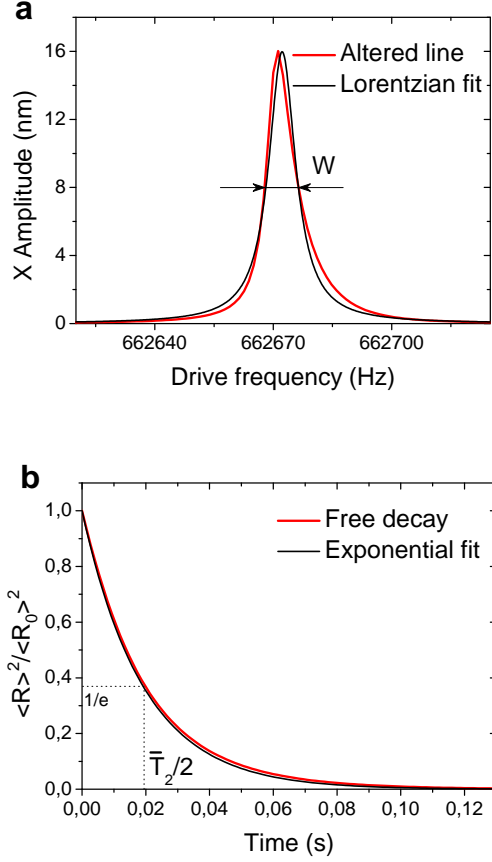 a
16
12
8
4
0
X Amplitude (nm)
Altered line
Lorentzian fit
W
662640 662670 662700
Drive frequency (Hz)
b
1,0
0,8
0,6
0,4
0,2
0,0
<R>²/<R₀>²
Free decay
Exponential fit
1/e
T̅₂/2
0,00 0,02 0,04 0,06 0,08 0,10 0,12
Time (s)